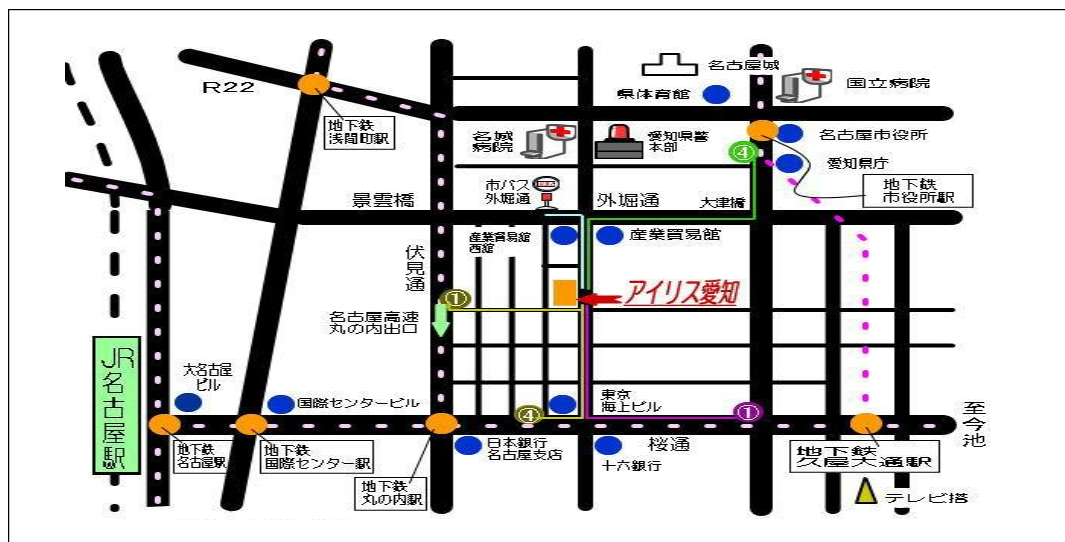 名古屋城
国立病院
R22
県体育館
地下鉄
浅間町駅
名城
病院
愛知県警
本部
名古屋市役所
④
愛知県庁
市バス
外堀通
地下鉄
市役所駅
景雲橋
外堀通
大津橋
産業貿易館
西館
産業貿易館
伏見通
アイリス愛知
①
名古屋高速
丸の内出口
JR名古屋駅
大名古屋
ビル
国際センタービル
④
東京
海上ビル
①
至今池
地下鉄
名古屋駅
地下鉄
国際センター駅
日本銀行
名古屋支店
桜通
地下鉄
久屋大通駅
十六銀行
地下鉄
丸の内駅
テレビ搭